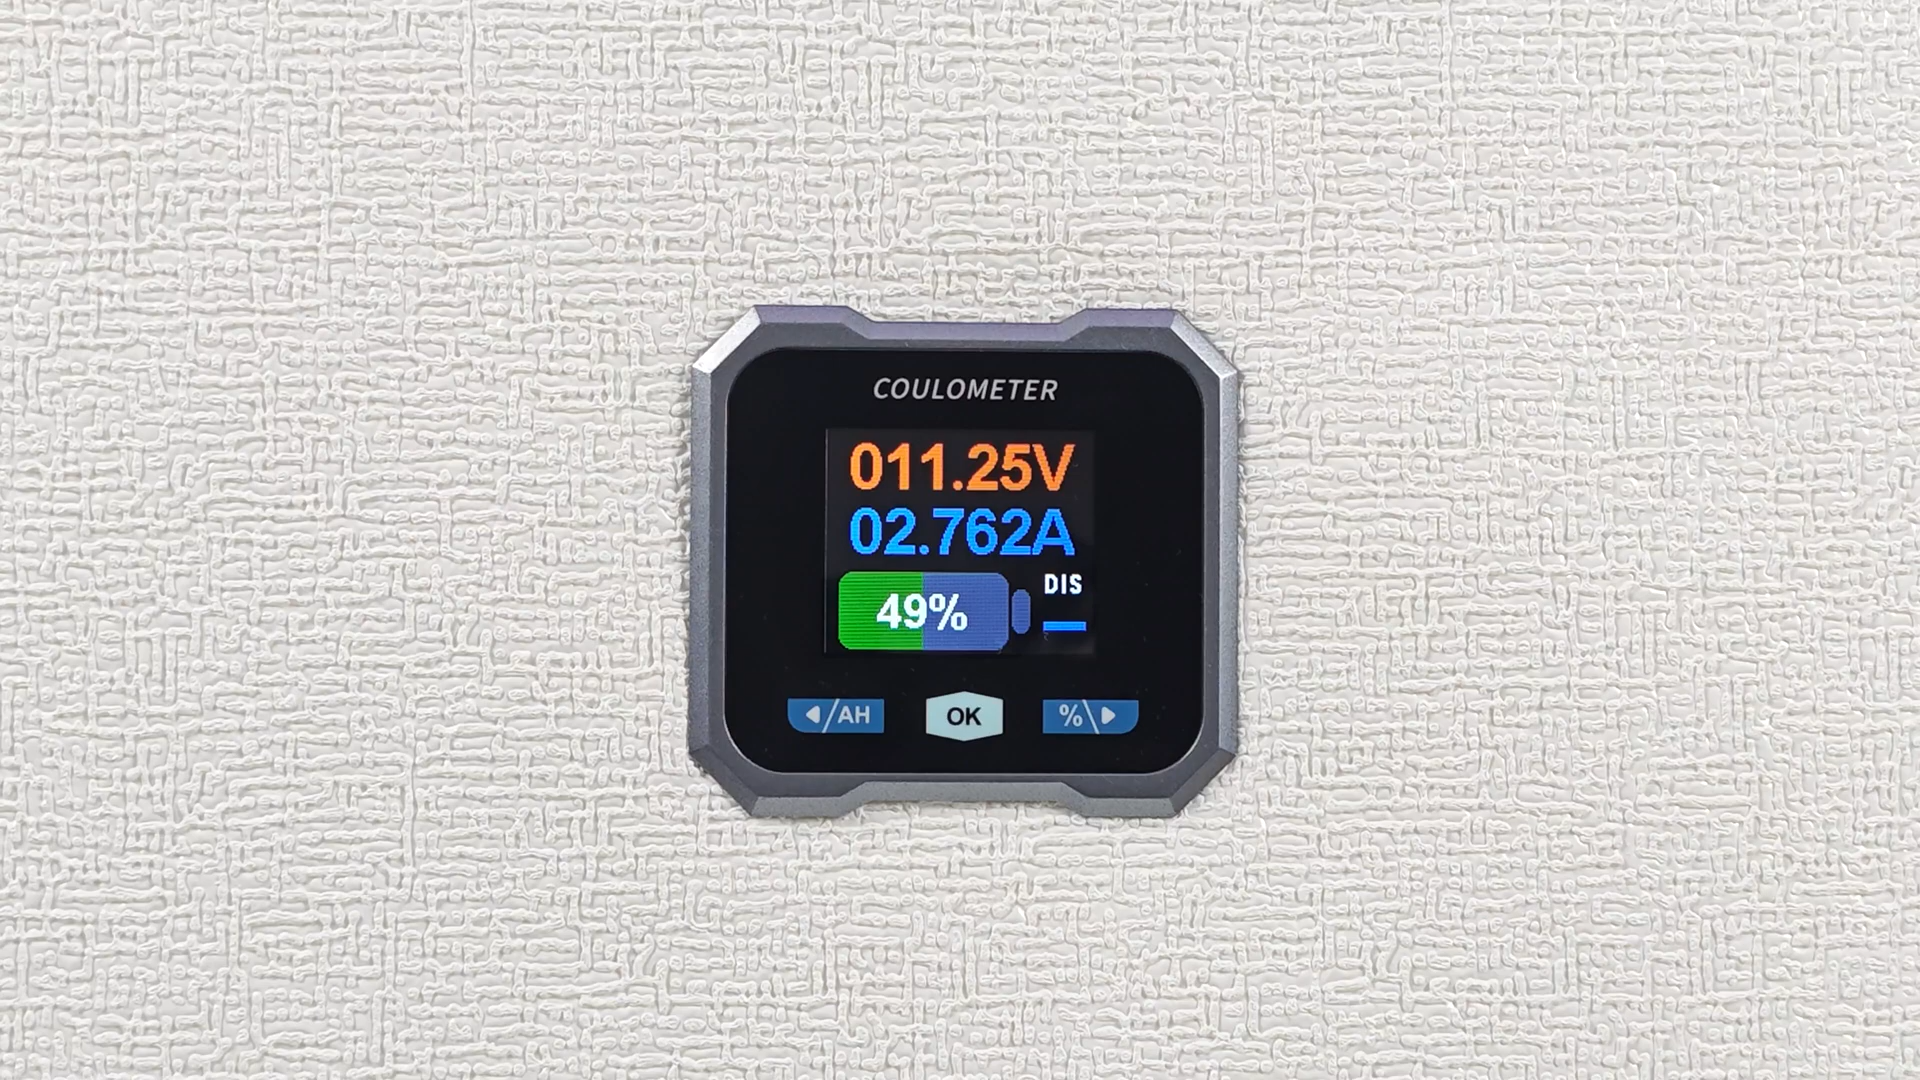 COULOMETER
011.25V
02.762A
49% DIS
◀/AH OK %\▶